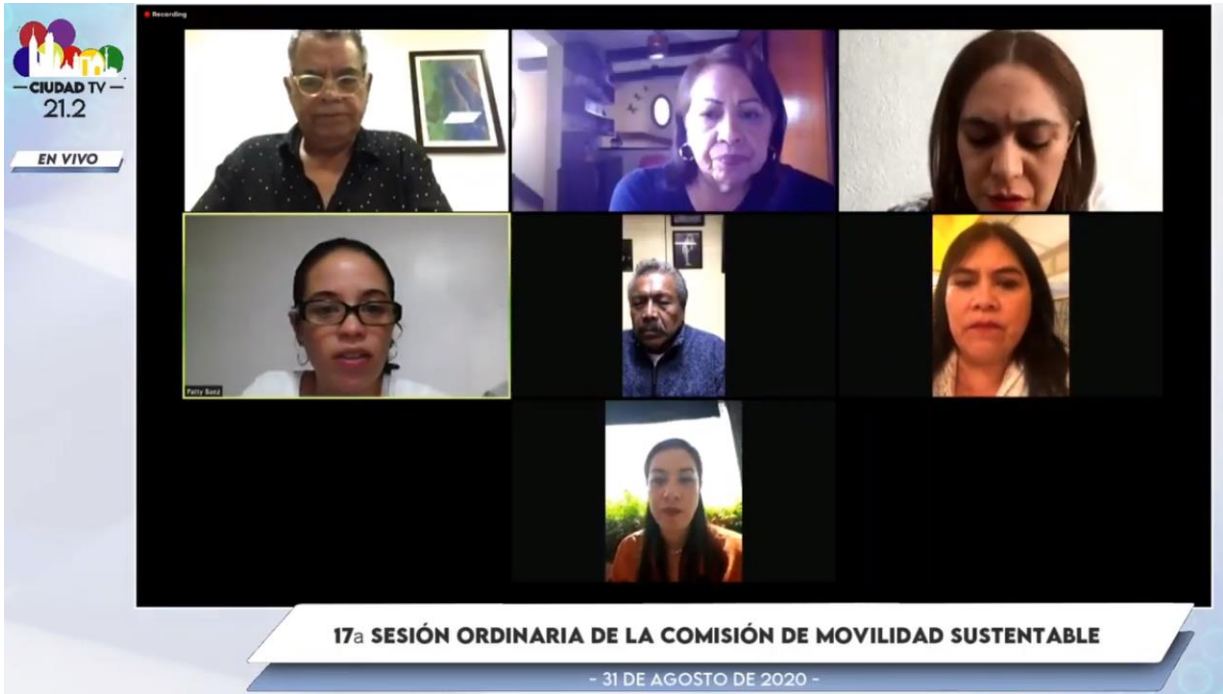 Recording
CIUDAD TV
21.2
EN VIVO
Patty Baez
17a SESIÓN ORDINARIA DE LA COMISIÓN DE MOVILIDAD SUSTENTABLE
- 31 DE AGOSTO DE 2020 -